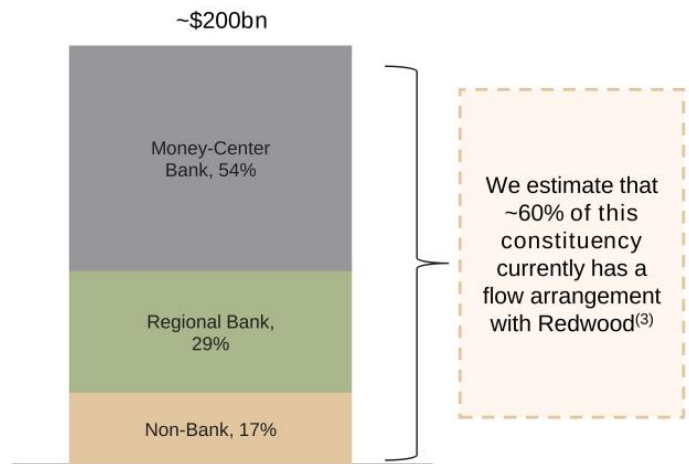 ~$200bn
Money-Center
Bank, 54%
Regional Bank,
29%
Non-Bank, 17%
We estimate that
~60% of this
constituency
currently has a
flow arrangement
with Redwood(3)